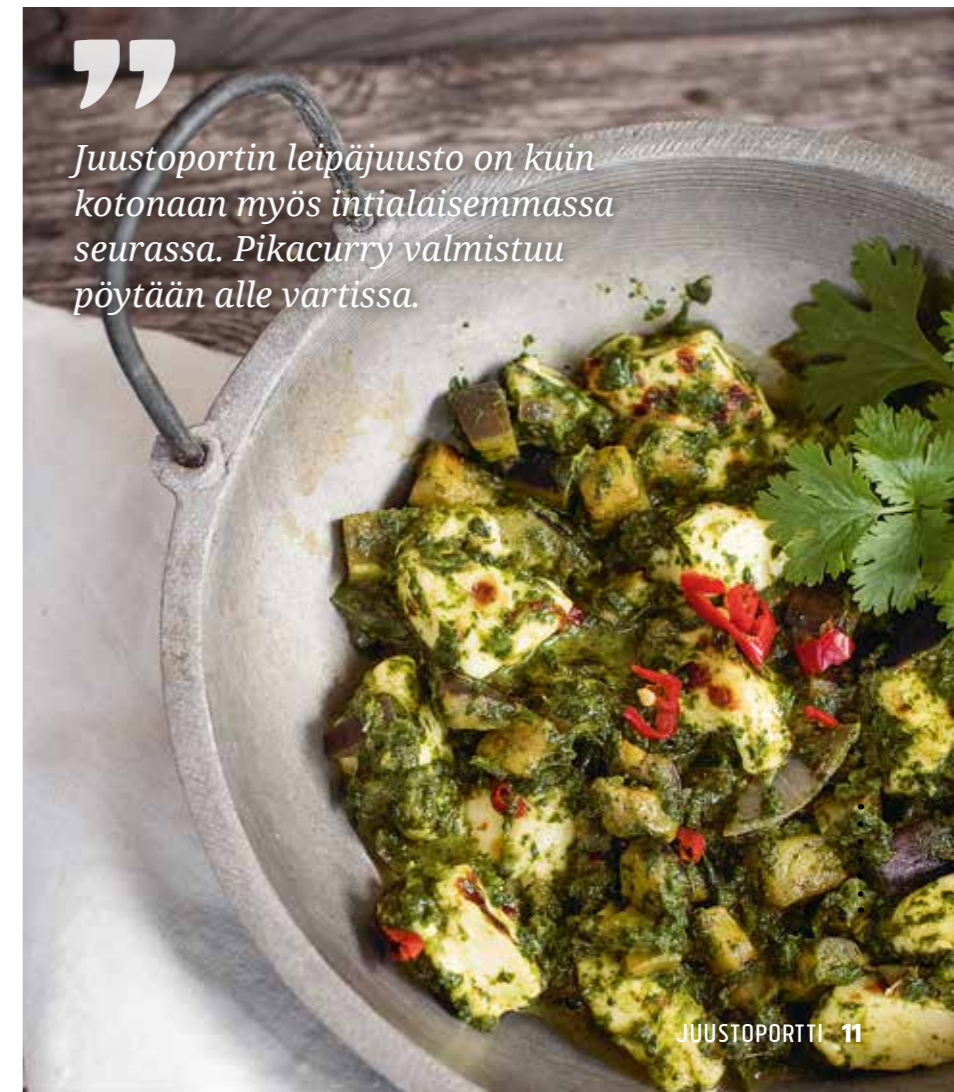 ”
Juustoportin leipäjuusto on kuin
kotonaan myös intialaisemmassa
seurassa. Pikacurry valmistuu
pöytään alle vartissa.
JUUSTOPORTTI 11